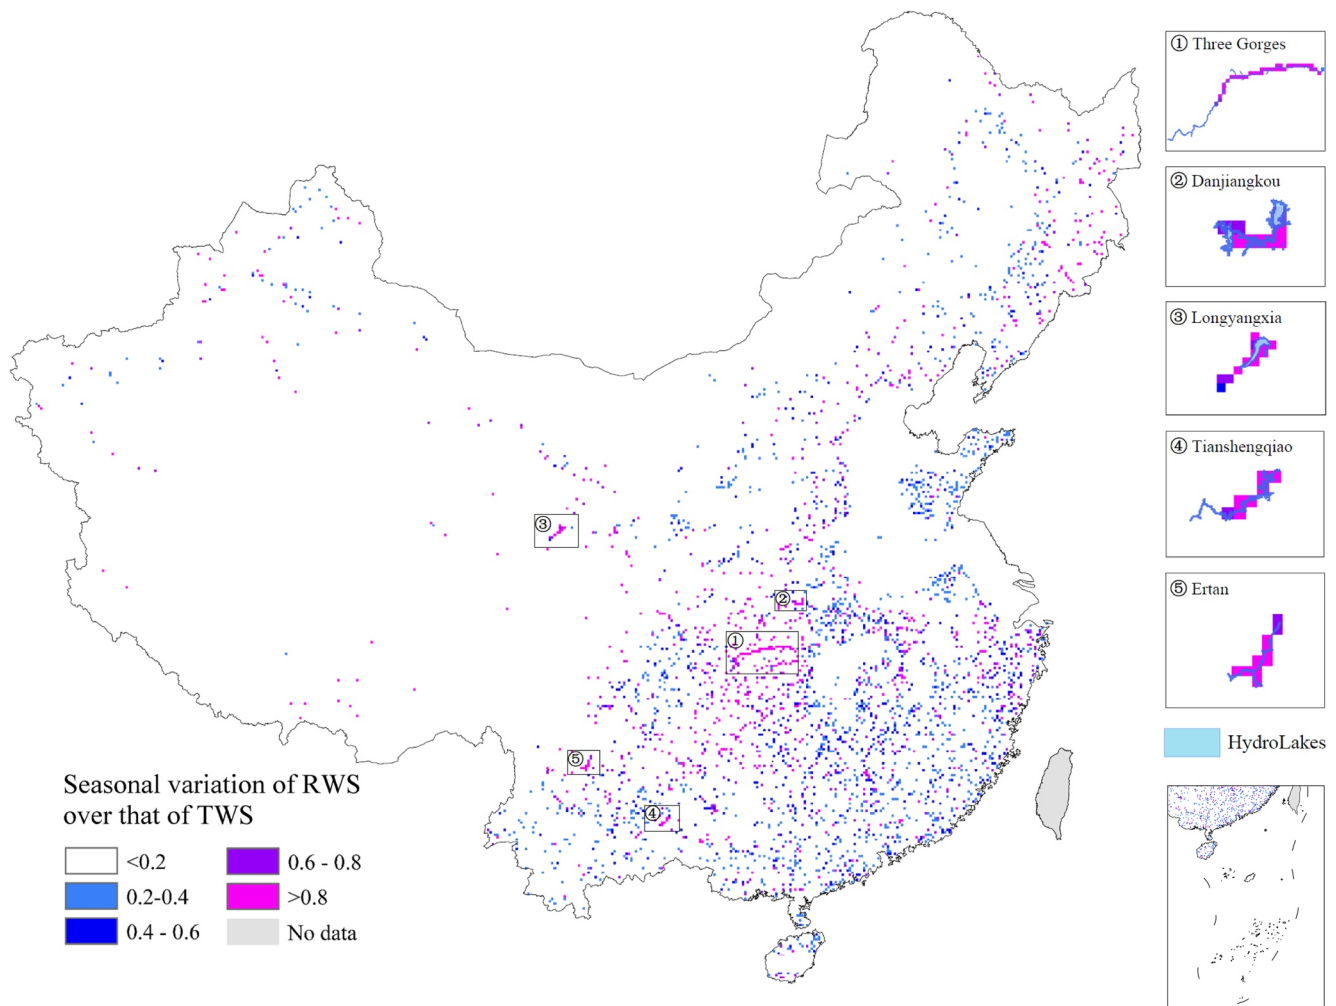 ① Three Gorges
② Danjiangkou
③ Longyangxia
④ Tianshengqiao
⑤ Ertan
HydroLakes
③
②
①
⑤
④
Seasonal variation of RWS
over that of TWS
<0.2
0.2-0.4
0.4 - 0.6
0.6 - 0.8
>0.8
No data